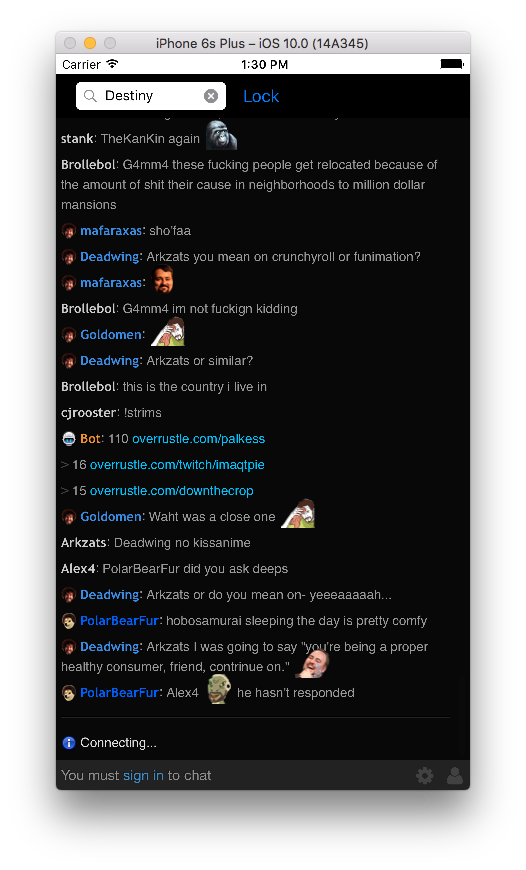 iPhone 6s Plus – iOS 10.0 (14A345)
Carrier 1:30 PM
Destiny Lock
stank: TheKanKin again
Brollebol: G4mm4 these fucking people get relocated because of
the amount of shit their cause in neighborhoods to million dollar
mansions
mafaraxas: sho'faa
Deadwing: Arkzats you mean on crunchyroll or funimation?
mafaraxas:
Brollebol: G4mm4 im not fuckign kidding
Goldomen:
Deadwing: Arkzats or similar?
Brollebol: this is the country i live in
cjrooster: !strims
Bot: 110 overrustle.com/palkess
> 16 overrustle.com/twitch/imaqtpie
> 15 overrustle.com/downthecrop
Goldomen: Waht was a close one
Arkzats: Deadwing no kissanime
Alex4: PolarBearFur did you ask deeps
Deadwing: Arkzats or do you mean on- yeeeaaaaah...
PolarBearFur: hobosamurai sleeping the day is pretty comfy
Deadwing: Arkzats I was going to say "you're being a proper
healthy consumer, friend, contrinue on."
PolarBearFur: Alex4 he hasn't responded
Connecting...
You must sign in to chat